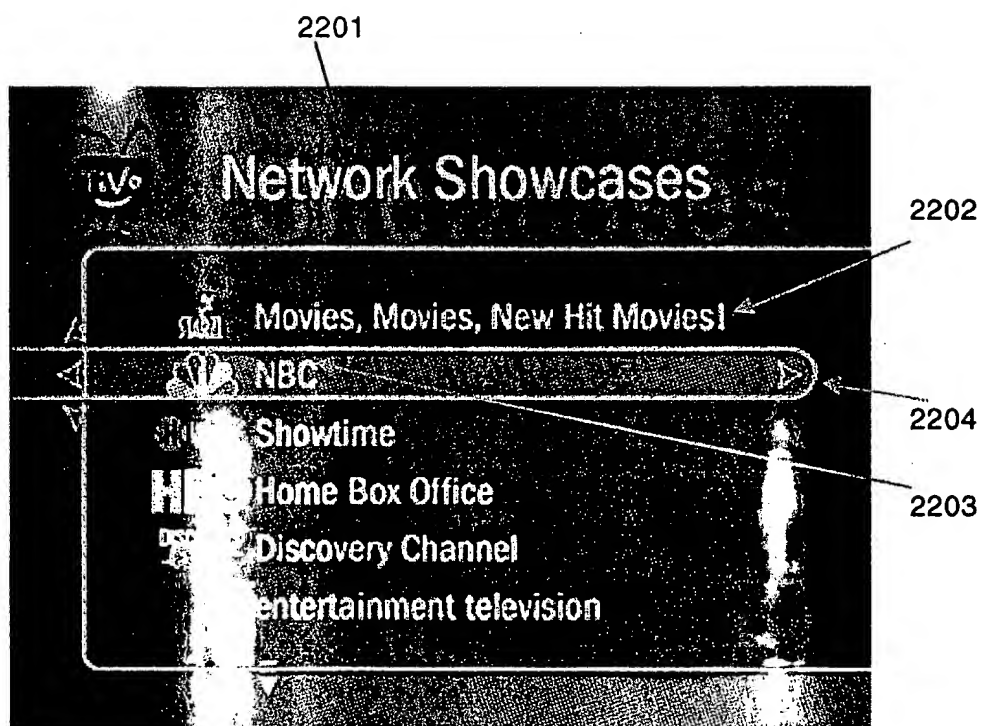 2201
TiVo
Network Showcases
2202
Movies, Movies, New Hit Movies!
NBC
2204
Showtime
Home Box Office
2203
Discovery Channel
entertainment television